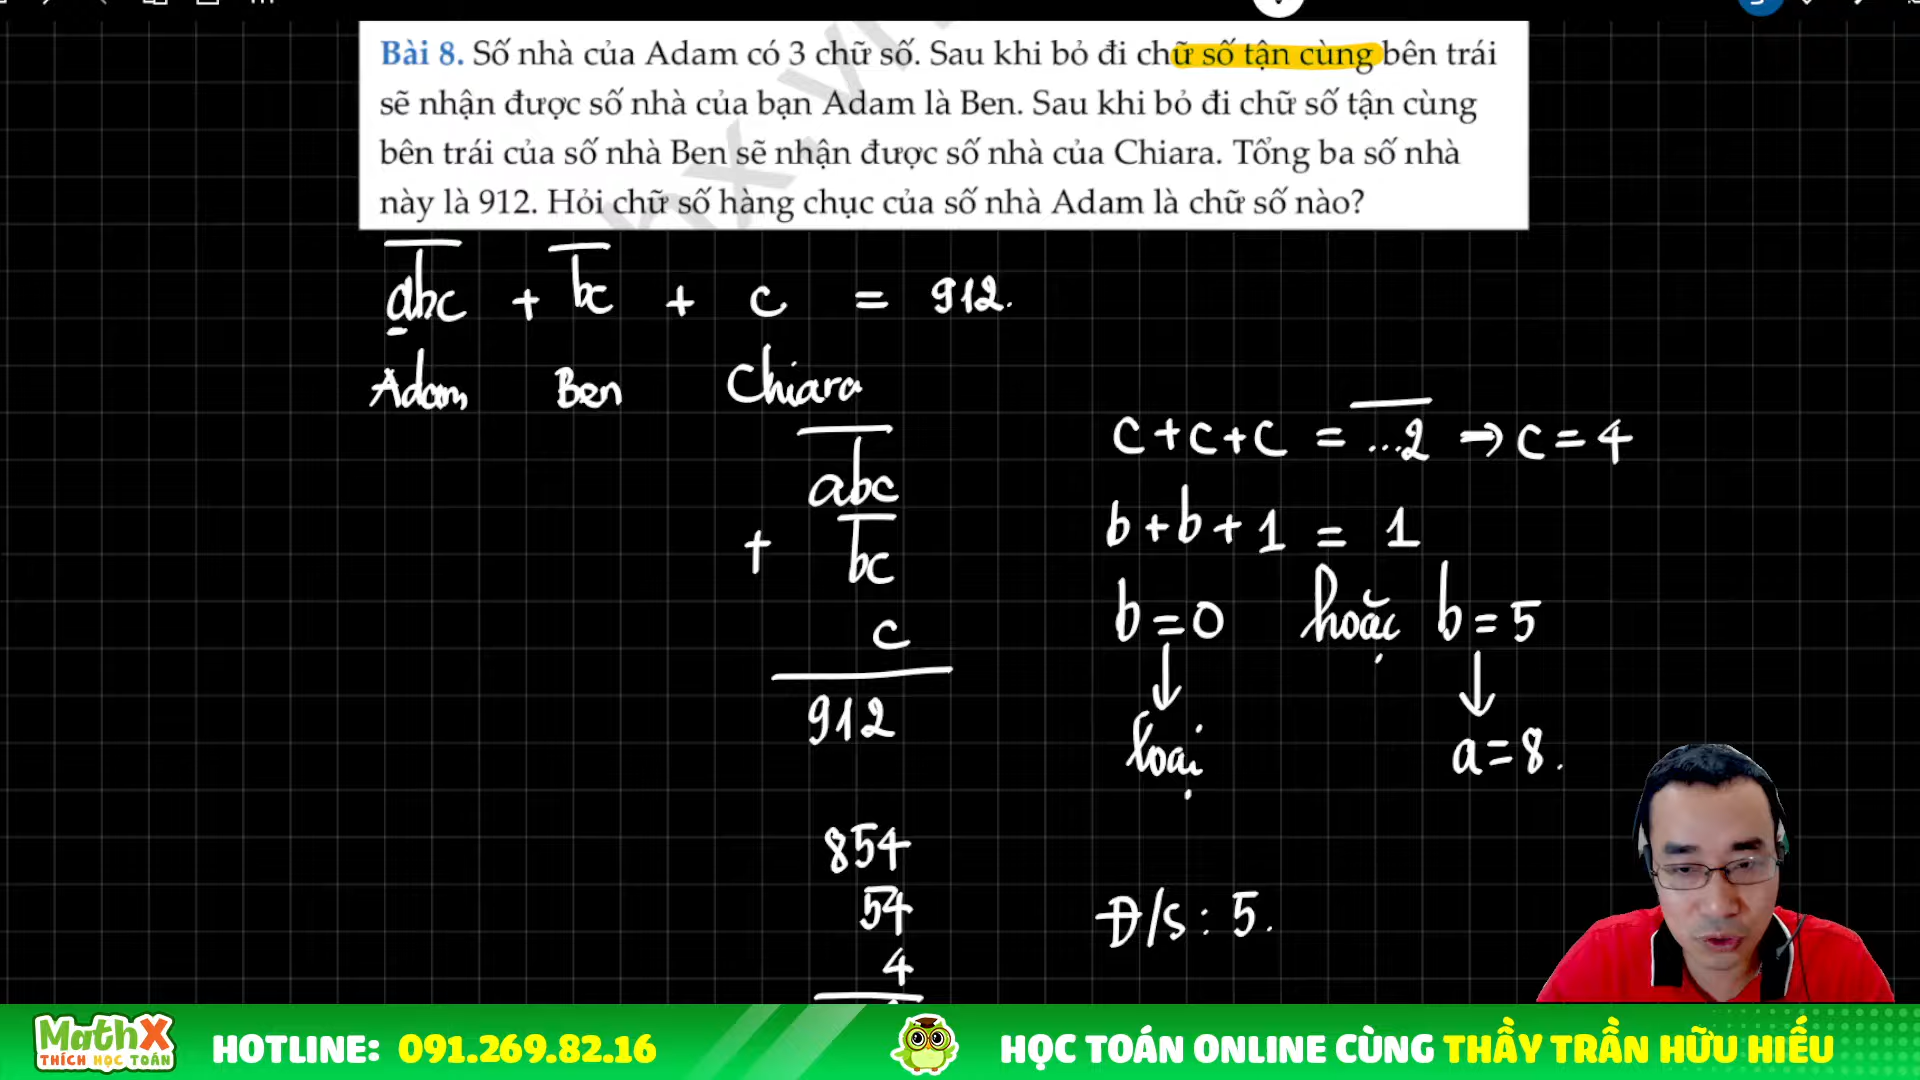 Bài 8. Số nhà của Adam có 3 chữ số. Sau khi bỏ đi chữ số tận cùng bên trái
sẽ nhận được số nhà của bạn Adam là Ben. Sau khi bỏ đi chữ số tận cùng
bên trái của số nhà Ben sẽ nhận được số nhà của Chiara. Tổng ba số nhà
này là 912. Hỏi chữ số hàng chục của số nhà Adam là chữ số nào?
abc + bc + c = 912.
Adam Ben Chiara
abc
+ bc
c
912
c+c+c = ...2 ⇒ c=4
b+b+1 = 1
b=0 hoặc b=5
↓ ↓
loại a=8.
854
54
4
Đ/s: 5.
MathX
THÍCH HỌC TOÁN
HOTLINE: 091.269.82.16
HỌC TOÁN ONLINE CÙNG THẦY TRẦN HỮU HIẾU